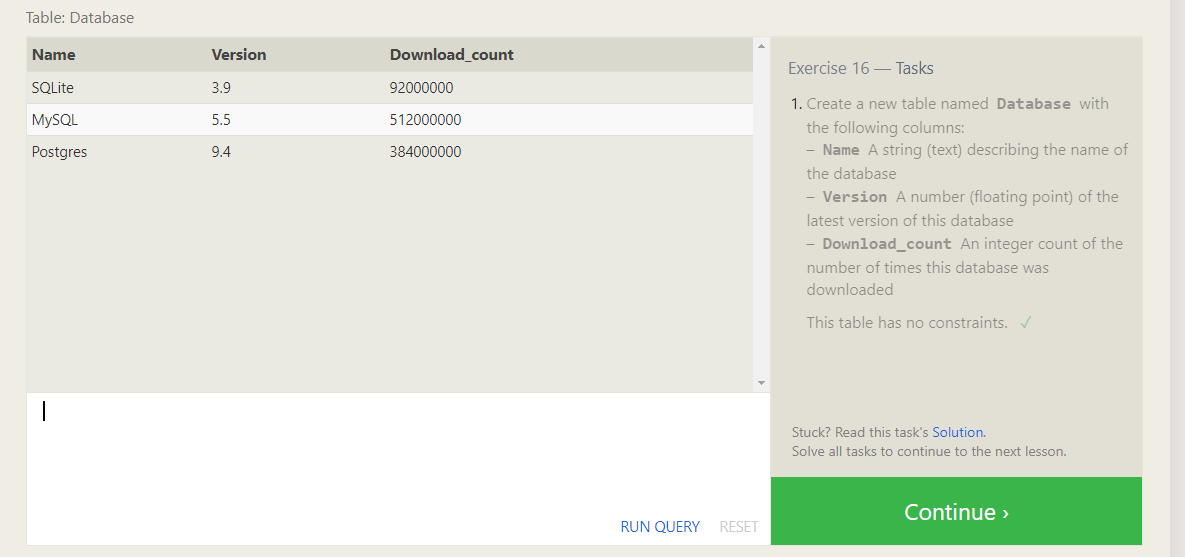 Table: Database
Name Version Download_count
SQLite 3.9 92000000
MySQL 5.5 512000000
Postgres 9.4 384000000
RUN QUERY RESET
Exercise 16 — Tasks
1. Create a new table named Database with
the following columns:
– Name A string (text) describing the name of
the database
– Version A number (floating point) of the
latest version of this database
– Download_count An integer count of the
number of times this database was
downloaded
This table has no constraints. ✓
Stuck? Read this task's Solution.
Solve all tasks to continue to the next lesson.
Continue ›